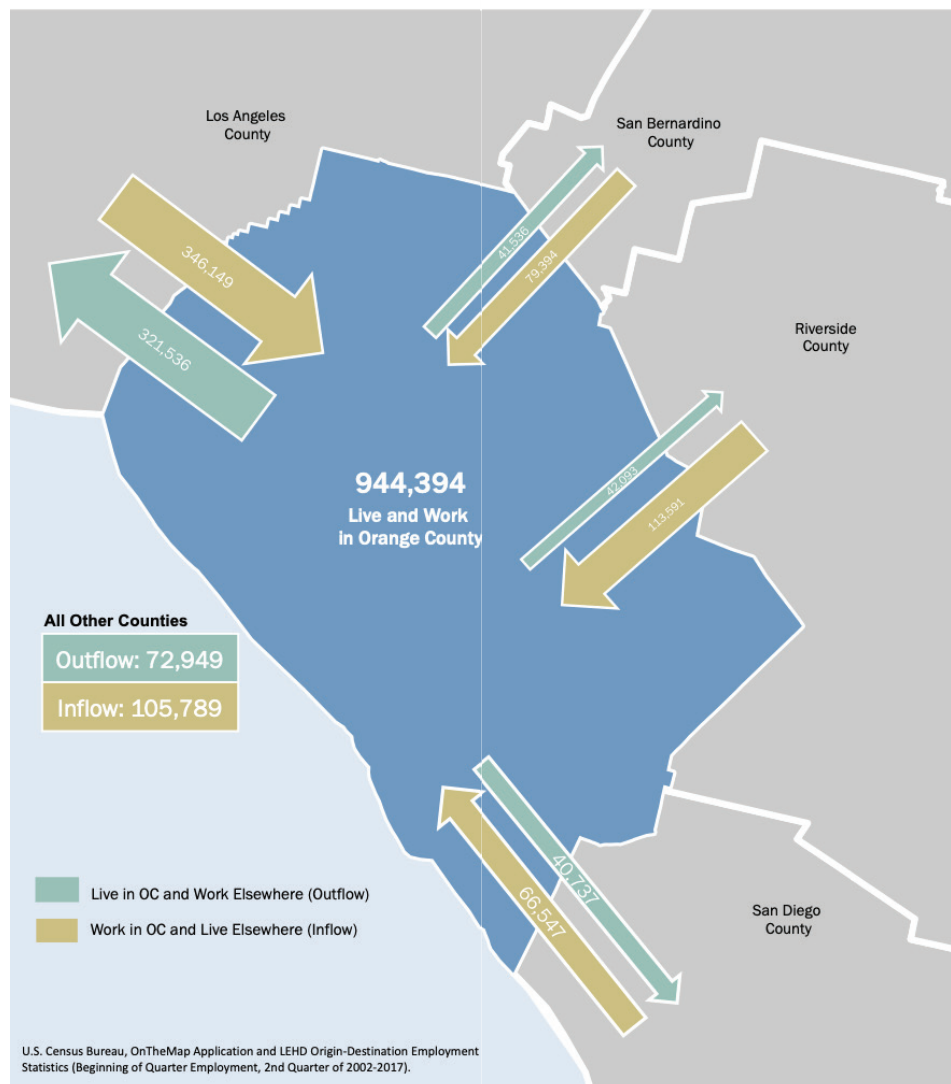 Los Angeles
County
San Bernardino
County
346,149
321,536
41,536
79,394
Riverside
County
42,093
113,591
944,394
Live and Work
in Orange County
All Other Counties
Outflow: 72,949
Inflow: 105,789
40,737
66,547
Live in OC and Work Elsewhere (Outflow)
Work in OC and Live Elsewhere (Inflow)
San Diego
County
U.S. Census Bureau, OnTheMap Application and LEHD Origin-Destination Employment
Statistics (Beginning of Quarter Employment, 2nd Quarter of 2002-2017).